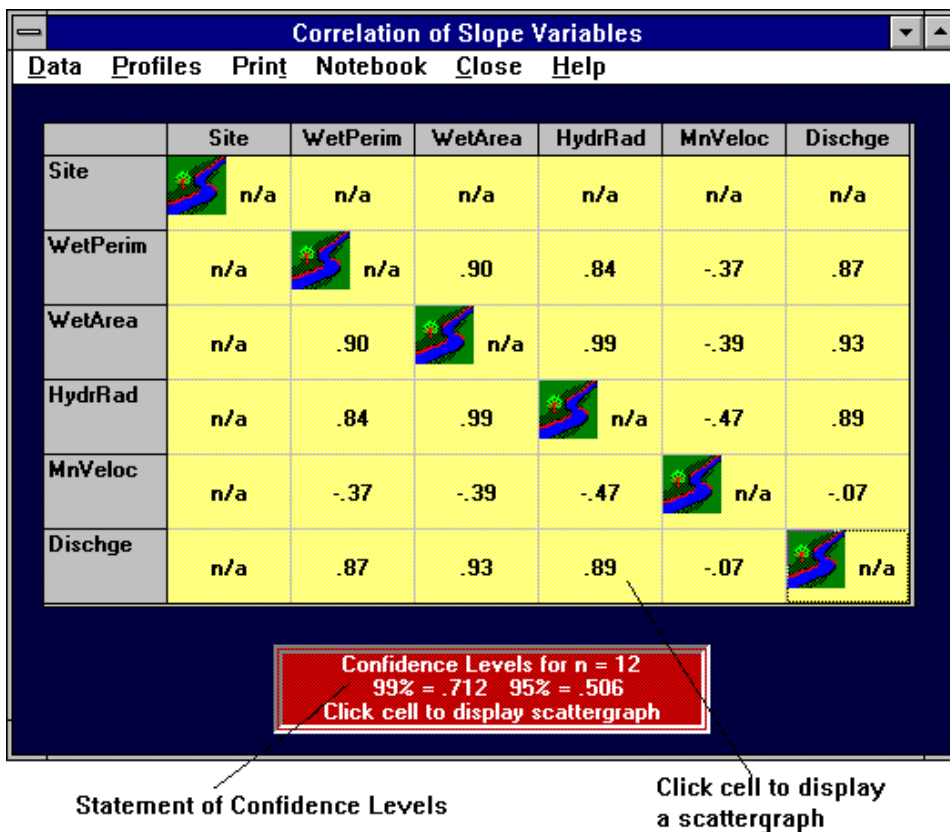 Correlation of Slope Variables
Data Profiles Print Notebook Close Help
Site WetPerim WetArea HydrRad MnVeloc Dischge
Site n/a n/a n/a n/a n/a n/a
WetPerim n/a n/a .90 .84 -.37 .87
WetArea n/a .90 n/a .99 -.39 .93
HydrRad n/a .84 .99 n/a -.47 .89
MnVeloc n/a -.37 -.39 -.47 n/a -.07
Dischge n/a .87 .93 .89 -.07 n/a
Confidence Levels for n = 12
99% = .712 95% = .506
Click cell to display scattergraph
Statement of Confidence Levels
Click cell to display
a scattergraph